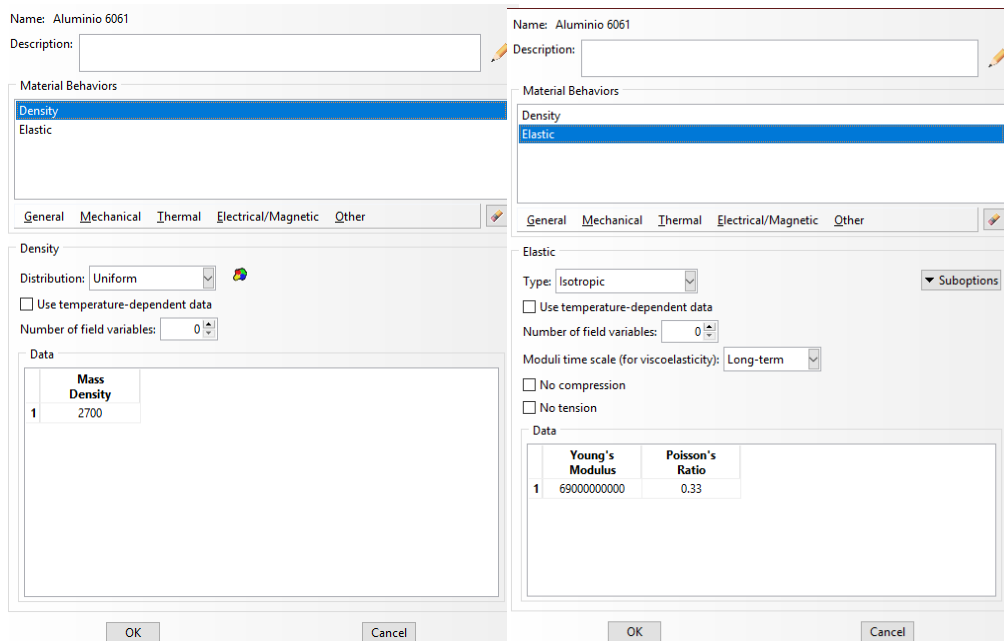 Name: Aluminio 6061
Description:
Material Behaviors
Density
Elastic
General Mechanical Thermal Electrical/Magnetic Other
Density
Distribution: Uniform
Use temperature-dependent data
Number of field variables: 0
Data
Mass
Density
1 2700
OK Cancel
Name: Aluminio 6061
Description:
Material Behaviors
Density
Elastic
General Mechanical Thermal Electrical/Magnetic Other
Elastic
Type: Isotropic
Suboptions
Use temperature-dependent data
Number of field variables: 0
Moduli time scale (for viscoelasticity): Long-term
No compression
No tension
Data
Young's Poisson's
Modulus Ratio
1 69000000000 0.33
OK Cancel